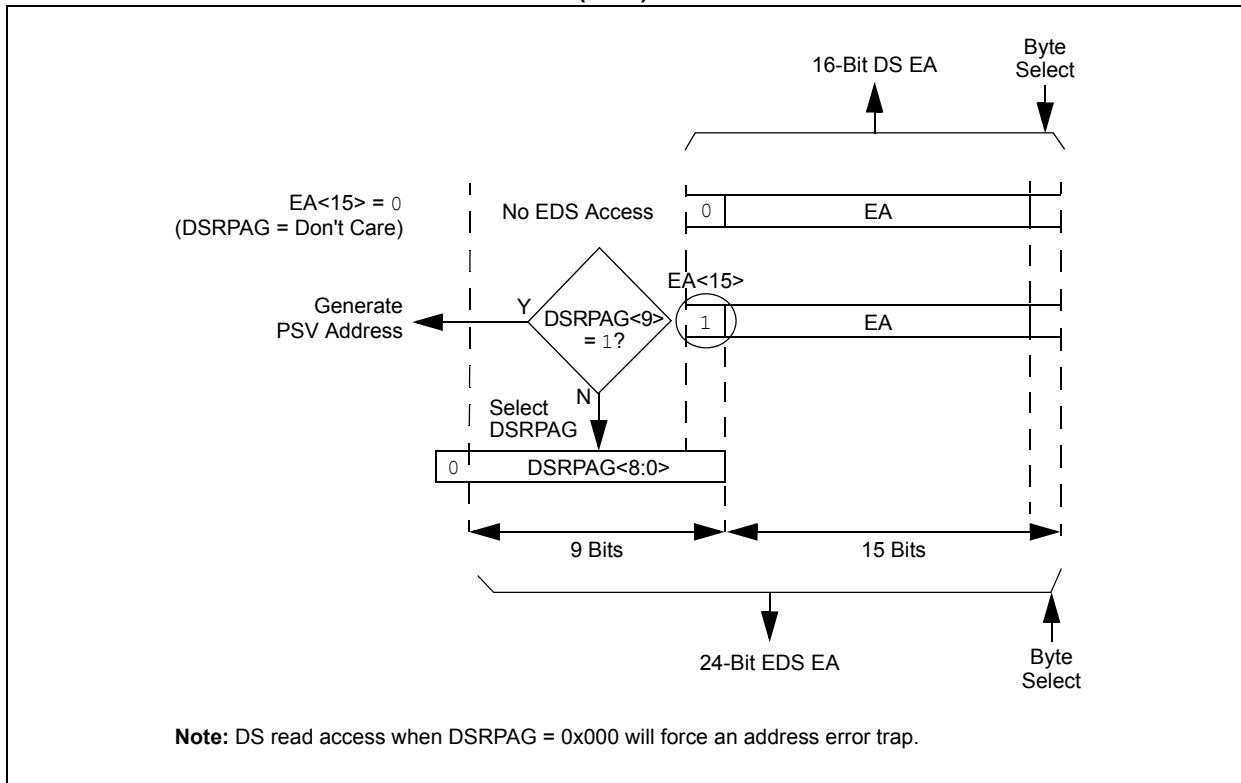 16-Bit DS EA
Byte
Select
EA<15> = 0
(DSRPAG = Don't Care)
No EDS Access
0
EA
EA<15>
Generate
PSV Address
Y
DSRPAG<9>
= 1?
1
EA
N
Select
DSRPAG
0
DSRPAG<8:0>
9 Bits
15 Bits
24-Bit EDS EA
Byte
Select
Note: DS read access when DSRPAG = 0x000 will force an address error trap.